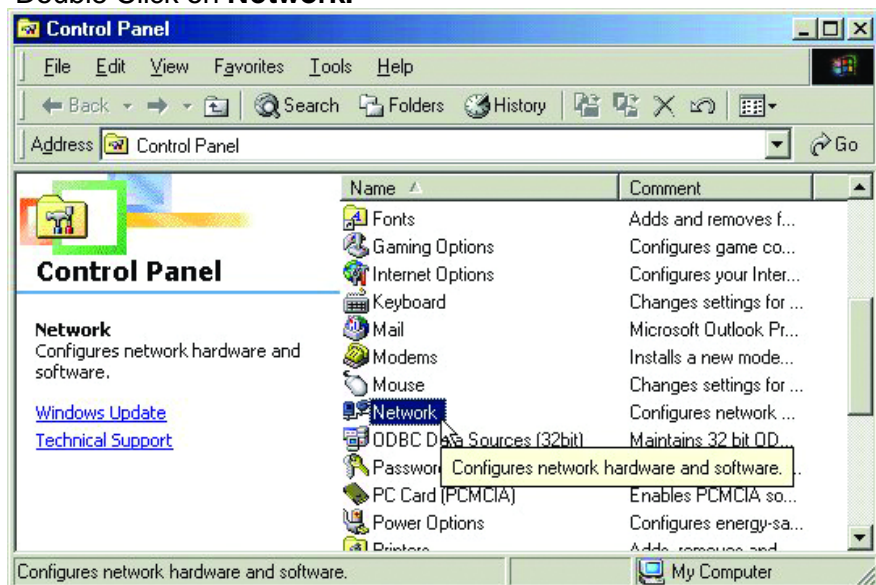 Double Click on Network.
Control Panel
File Edit View Favorites Tools Help
Back Search Folders History
Address Control Panel Go
Name Comment
Control Panel
Network
Configures network hardware and
software.
Windows Update
Technical Support
Fonts Adds and removes f...
Gaming Options Configures game co...
Internet Options Configures your Inter...
Keyboard Changes settings for ...
Mail Microsoft Outlook Pr...
Modems Installs a new mode...
Mouse Changes settings for ...
Network Configures network ...
ODBC Data Sources (32bit) Maintains 32 bit OD...
Passwor
Configures network hardware and software.
PC Card (PCMCIA) Enables PCMCIA so...
Power Options Configures energy-sa...
Printers Adds, removes and
Configures network hardware and software. My Computer